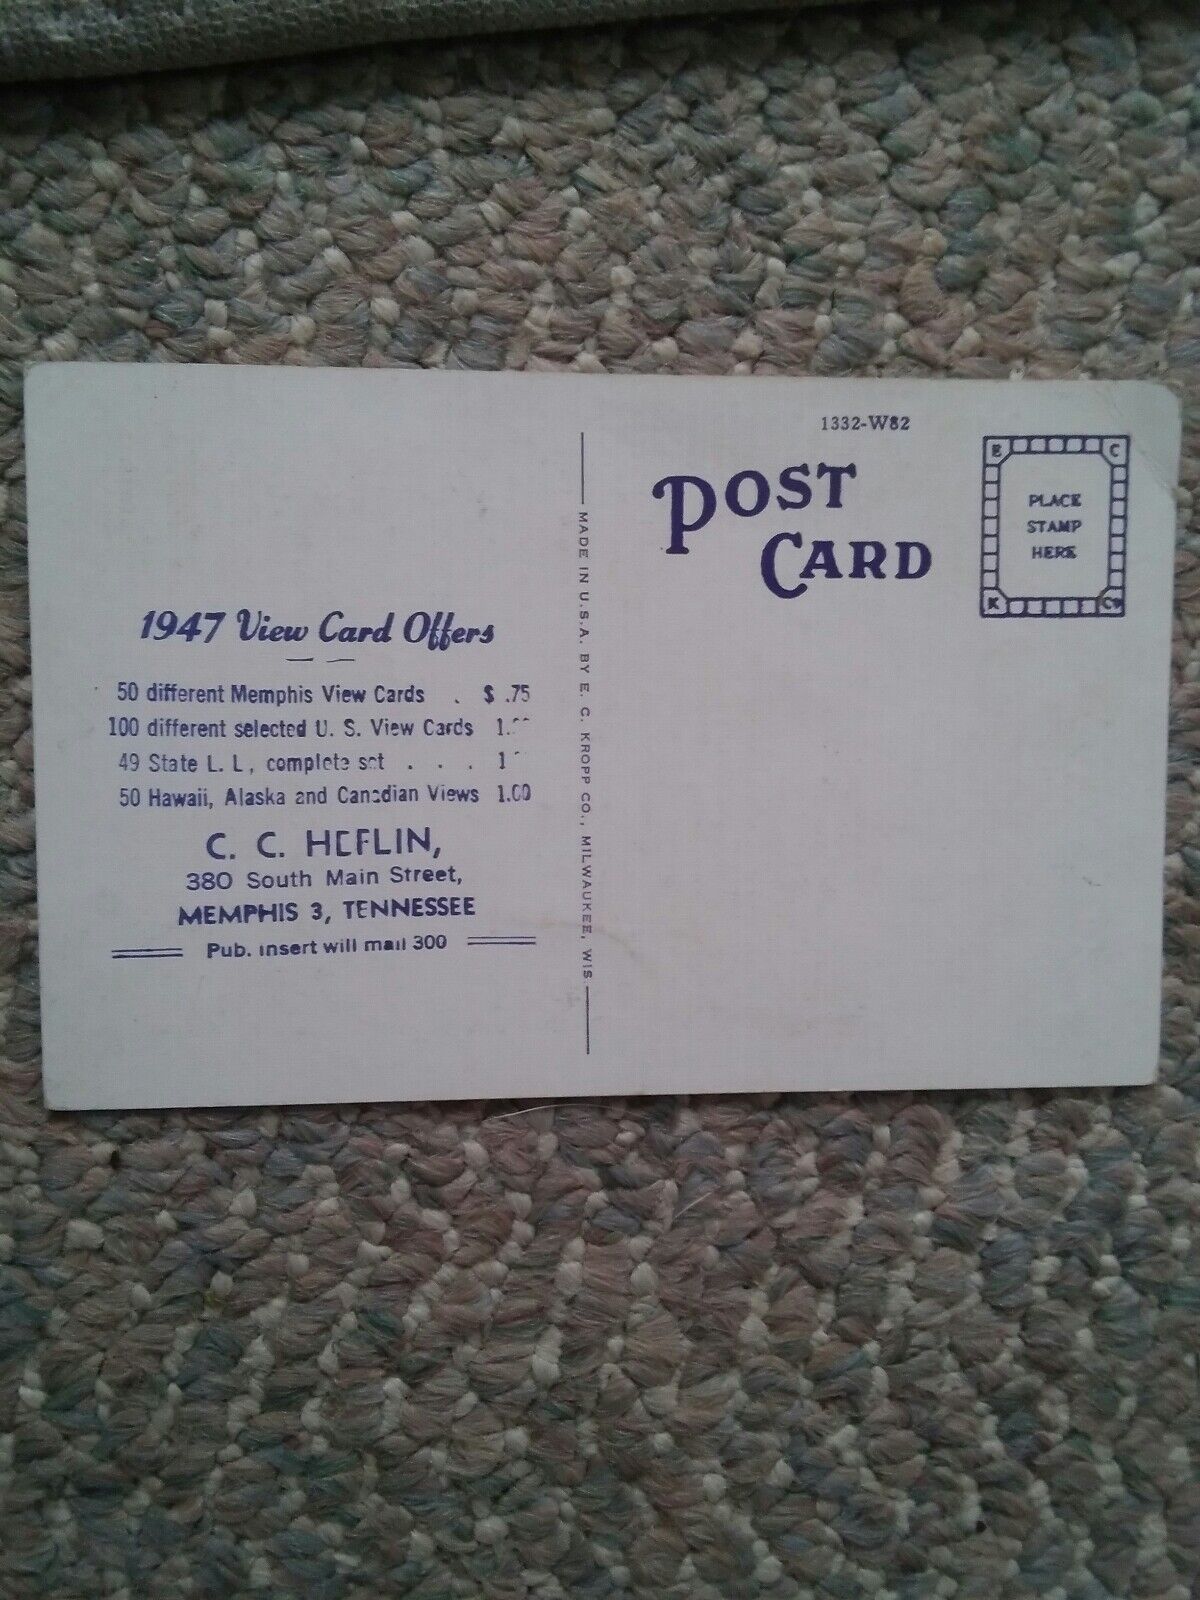 1332-W82
POST
CARD
E C
PLACE
STAMP
HERE
K Co
MADE IN U.S.A. BY E. C. KROPP CO., MILWAUKEE, WIS.
1947 View Card Offers
50 different Memphis View Cards . $ .75
100 different selected U. S. View Cards
49 State L. L., complete set . . .
50 Hawaii, Alaska and Canadian Views 1.00
C. C. HEFLIN,
380 South Main Street,
MEMPHIS 3, TENNESSEE
Pub. insert will mail 300